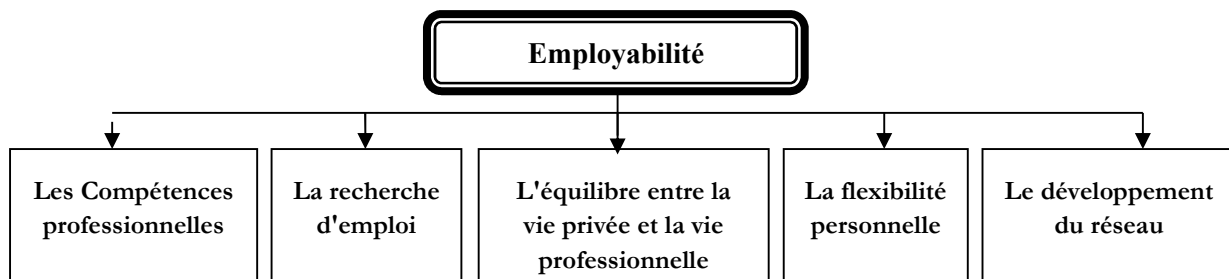 Employabilité
Les Compétences
professionnelles
La recherche
d'emploi
L'équilibre entre la
vie privée et la vie
professionnelle
La flexibilité
personnelle
Le développement
du réseau